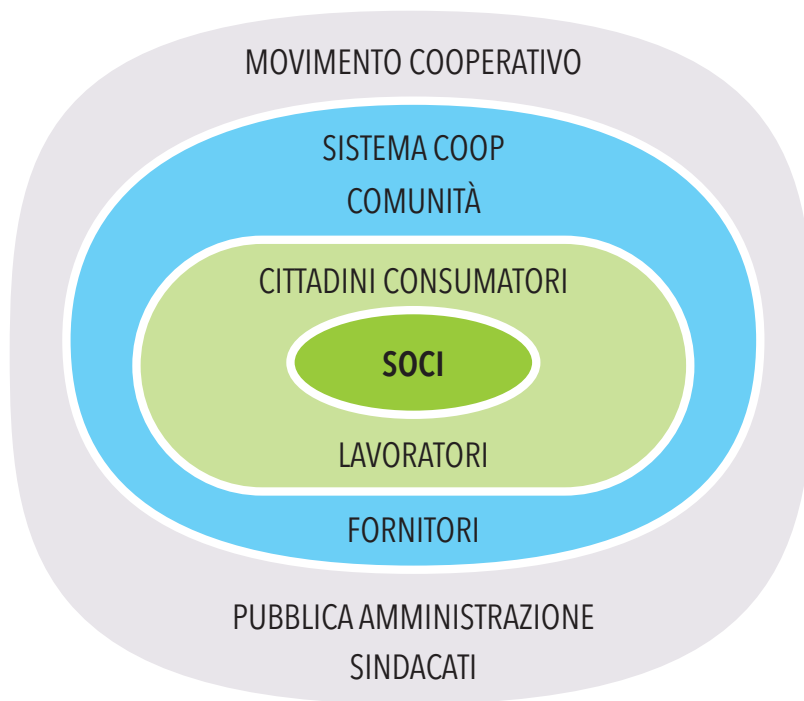 MOVIMENTO COOPERATIVO
SISTEMA COOP
COMUNITÀ
CITTADINI CONSUMATORI
SOCI
LAVORATORI
FORNITORI
PUBBLICA AMMINISTRAZIONE
SINDACATI